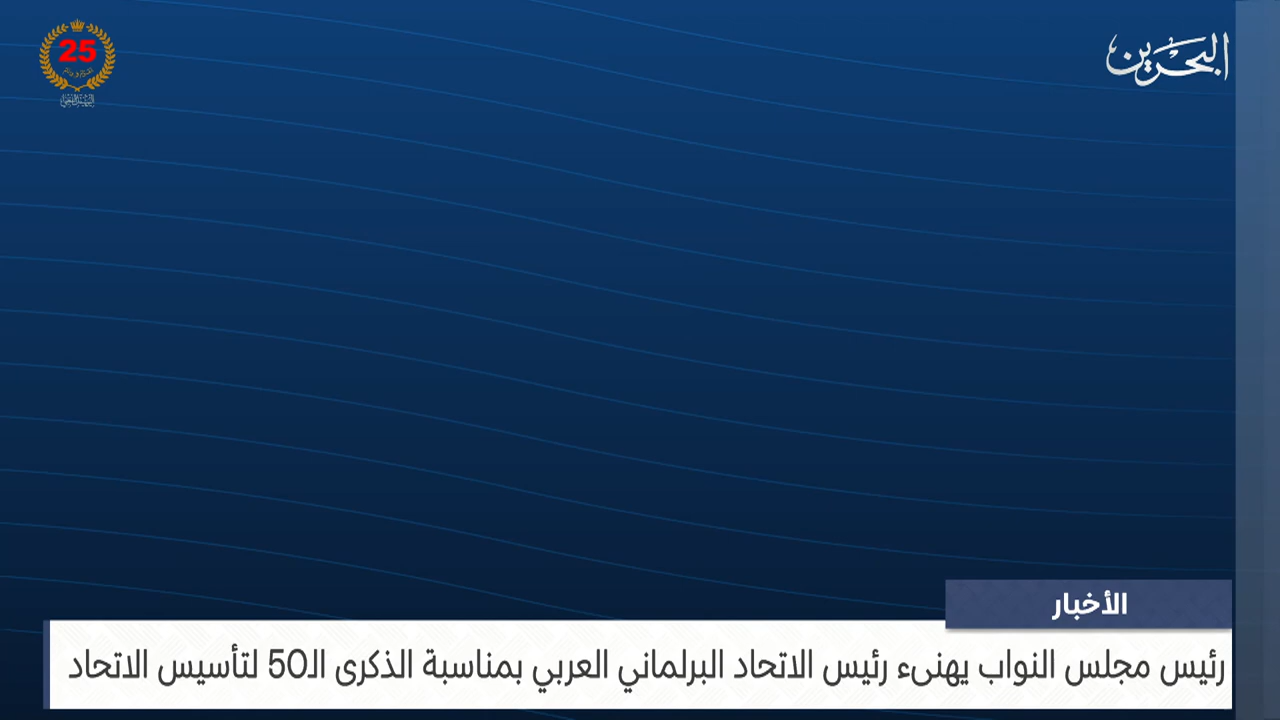 البحرين
25
الأخبار
رئيس مجلس النواب يهنىء رئيس الاتحاد البرلماني العربي بمناسبة الذكرى الـ50 لتأسيس الاتحاد